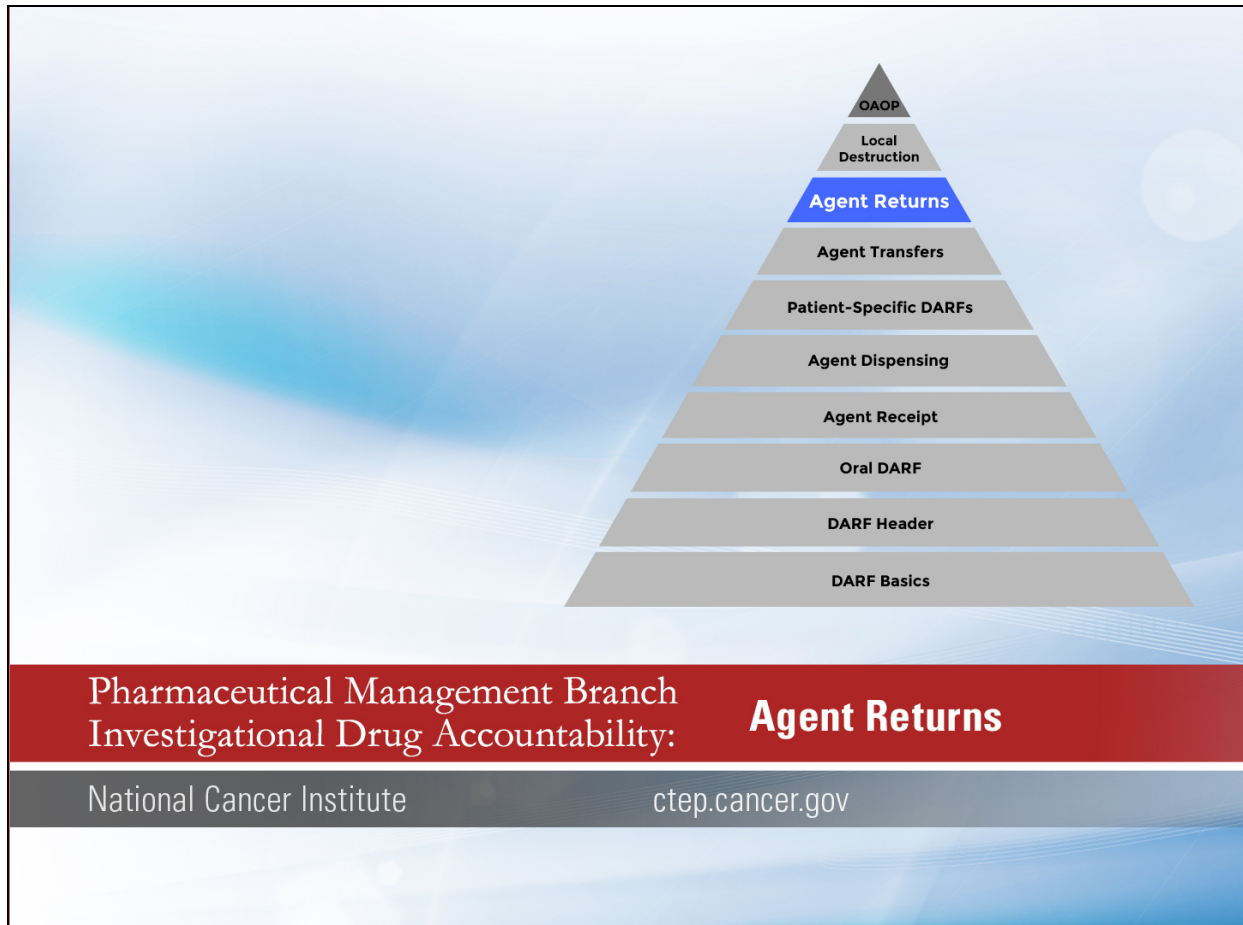 OAOP
Local
Destruction
Agent Returns
Agent Transfers
Patient-Specific DARFs
Agent Dispensing
Agent Receipt
Oral DARF
DARF Header
DARF Basics
Pharmaceutical Management Branch
Investigational Drug Accountability:
Agent Returns
National Cancer Institute
ctep.cancer.gov